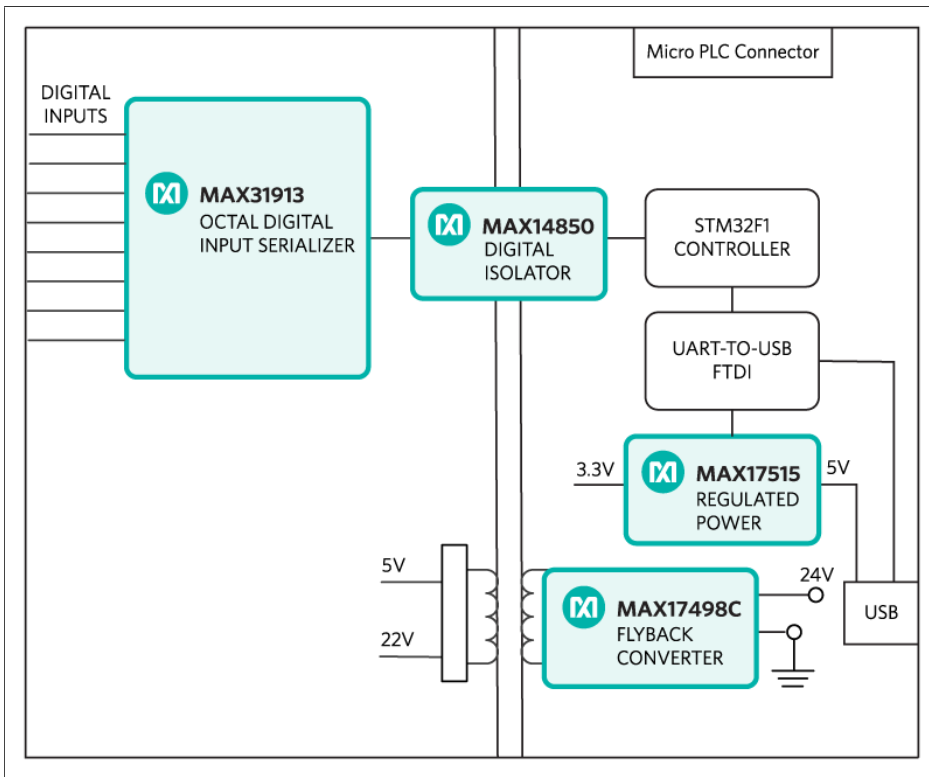 Micro PLC Connector
DIGITAL
INPUTS
MAX31913
OCTAL DIGITAL
INPUT SERIALIZER
MAX14850
DIGITAL
ISOLATOR
STM32F1
CONTROLLER
UART-TO-USB
FTDI
3.3V
MAX17515
REGULATED
POWER
5V
5V
22V
MAX17498C
FLYBACK
CONVERTER
24V
USB